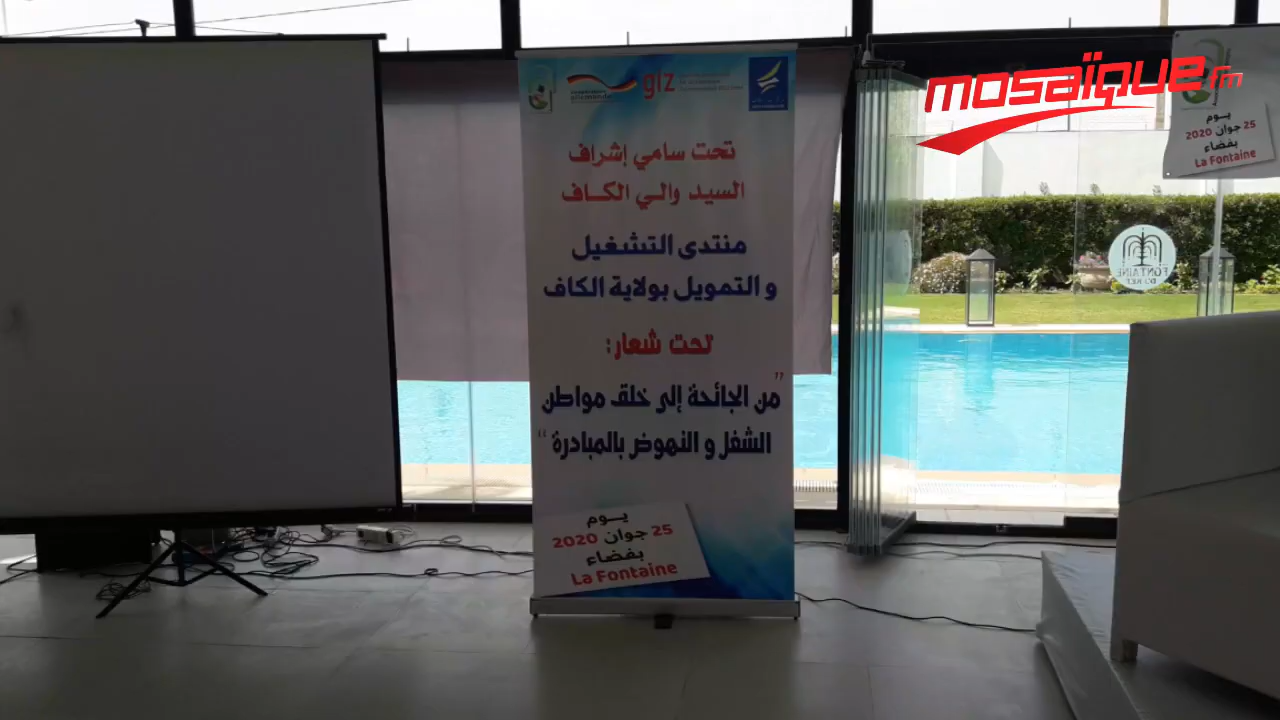 giz
تحت سامي إشراف
السيد والي الكاف
منتدى التشغيل
و التمويل بولاية الكاف
تحت شعار:
"من الجائحة إلى خلق مواطن
الشغل و النهوض بالمبادرة"
يوم
25 جوان 2020
بفضاء
La Fontaine
mosaïque fm
يوم
25 جوان 2020
بفضاء
La Fontaine
FONTAINE